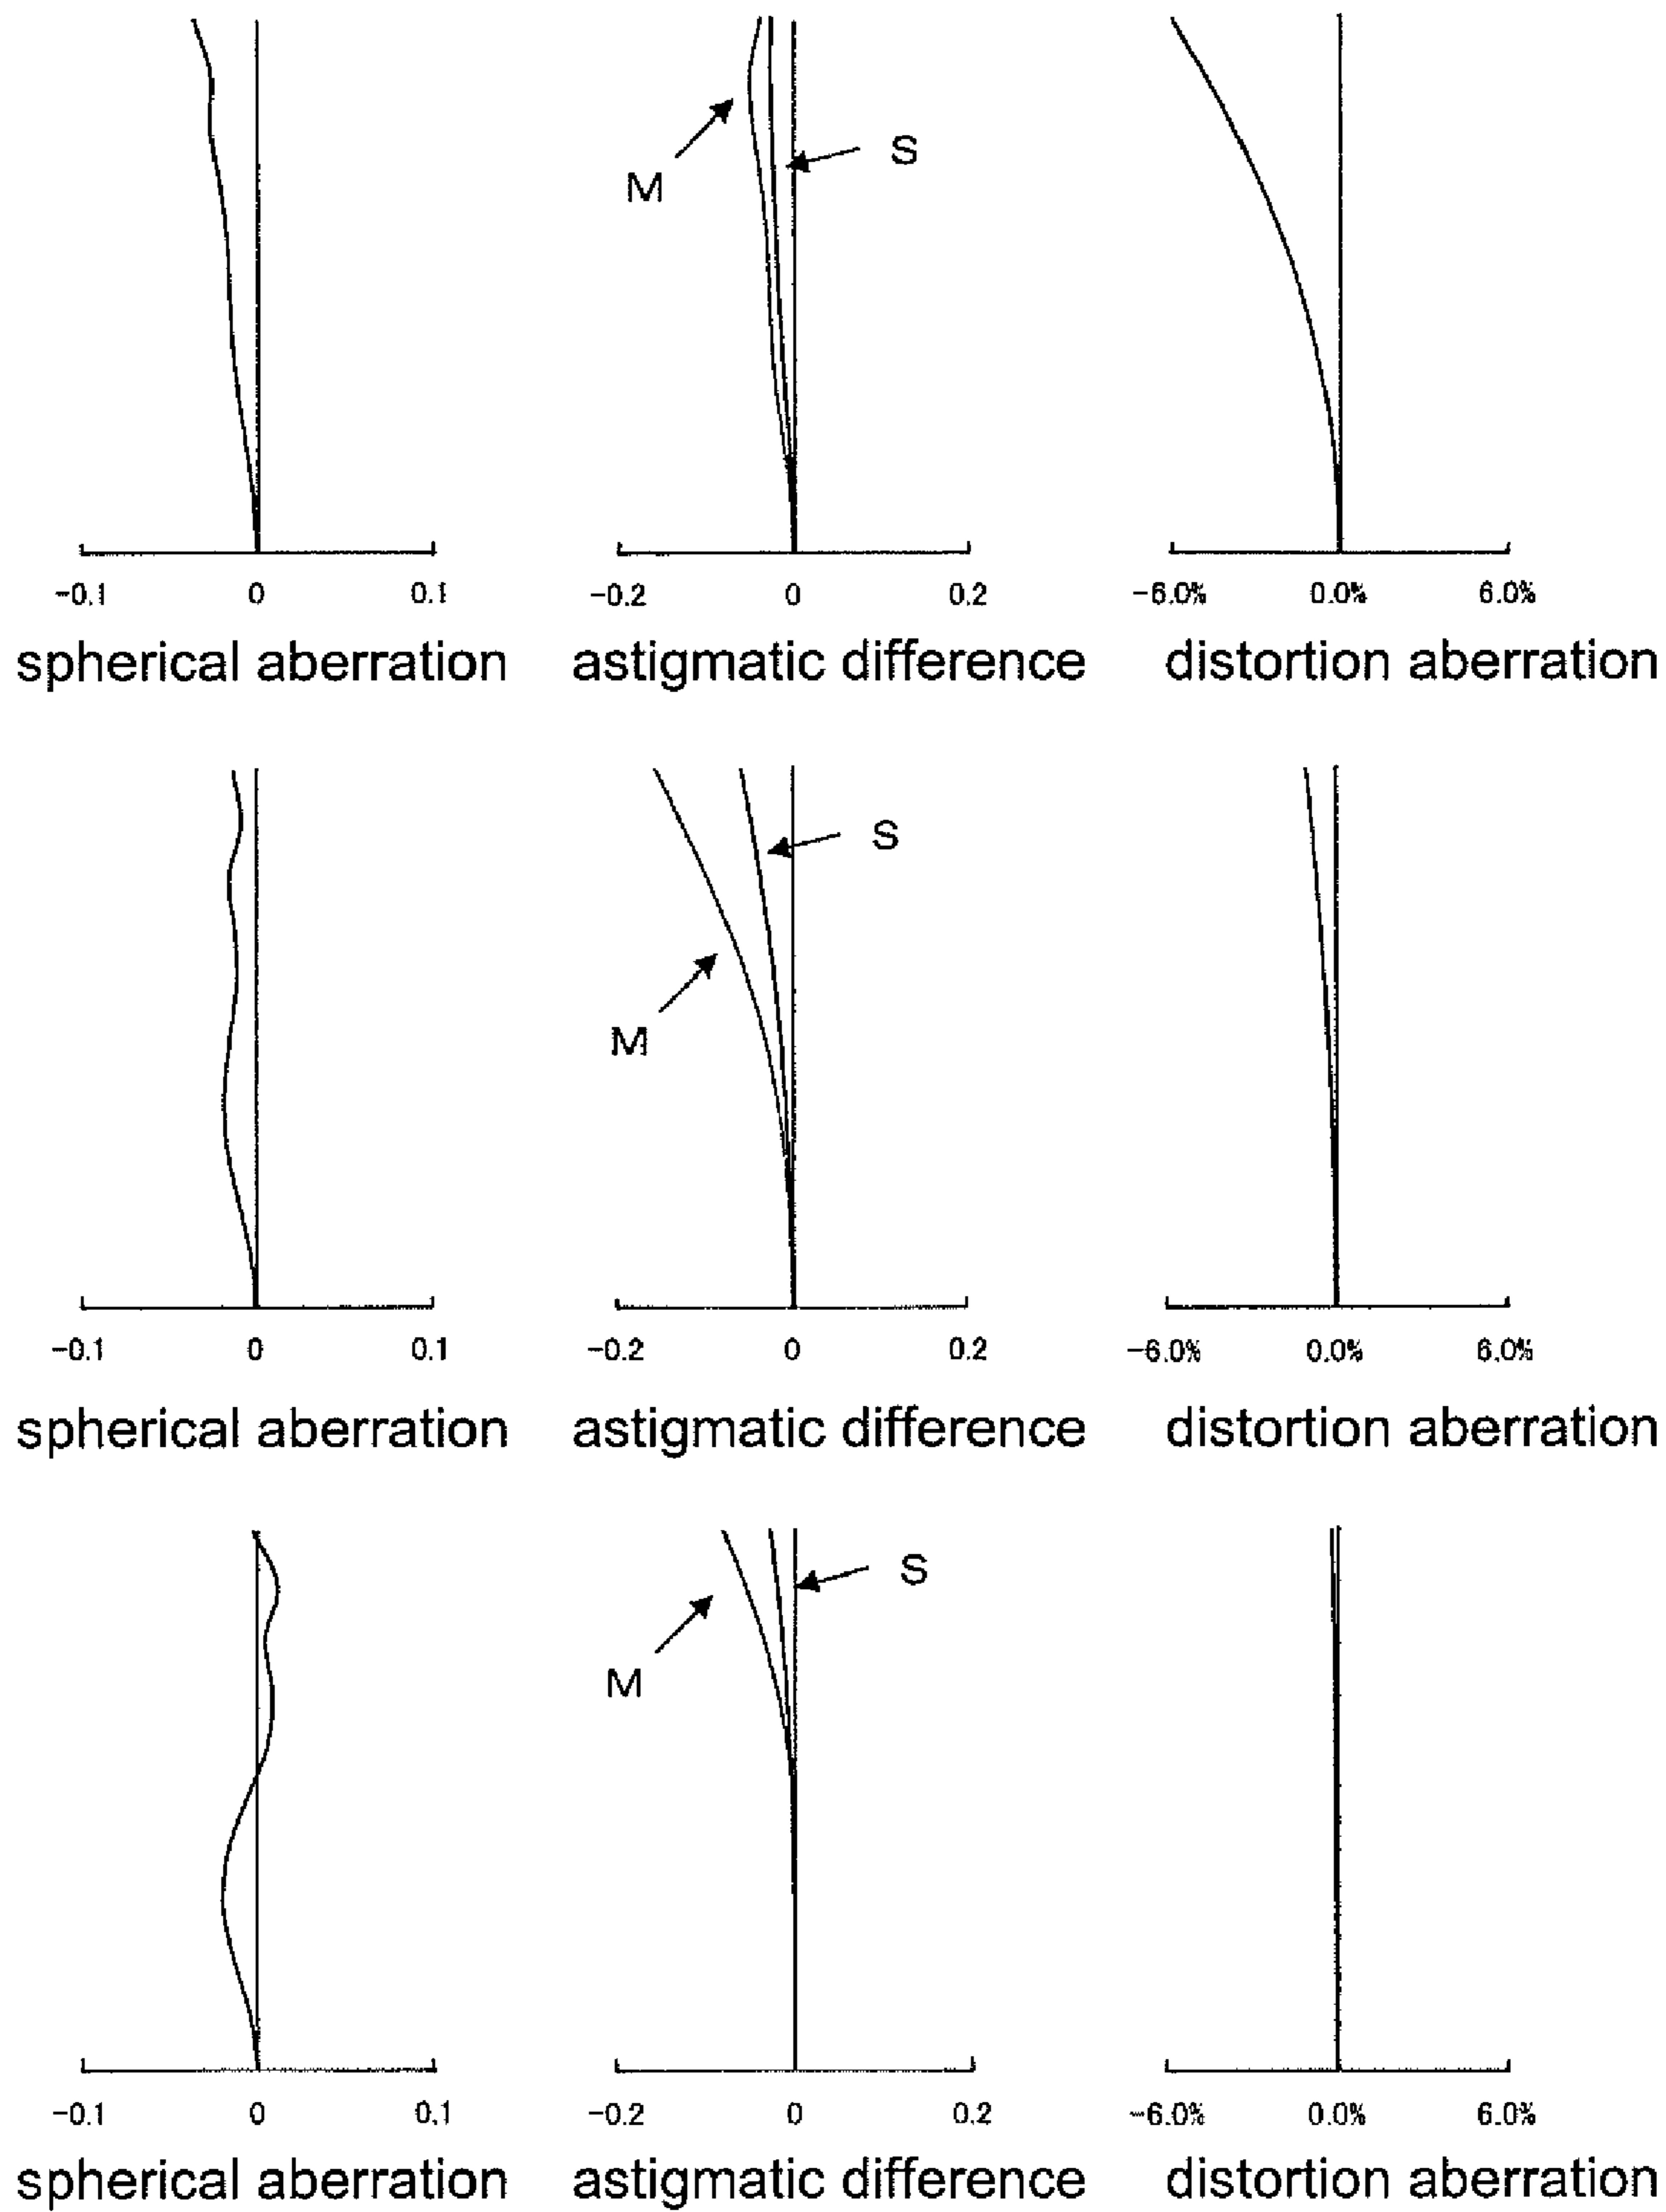 M
S
-0.1 0 0.1 -0.2 0 0.2 -6.0% 0.0% 6.0%
spherical aberration astigmatic difference distortion aberration
S
M
-0.1 0 0.1 -0.2 0 0.2 -6.0% 0.0% 6.0%
spherical aberration astigmatic difference distortion aberration
S
M
-0.1 0 0.1 -0.2 0 0.2 -6.0% 0.0% 6.0%
spherical aberration astigmatic difference distortion aberration